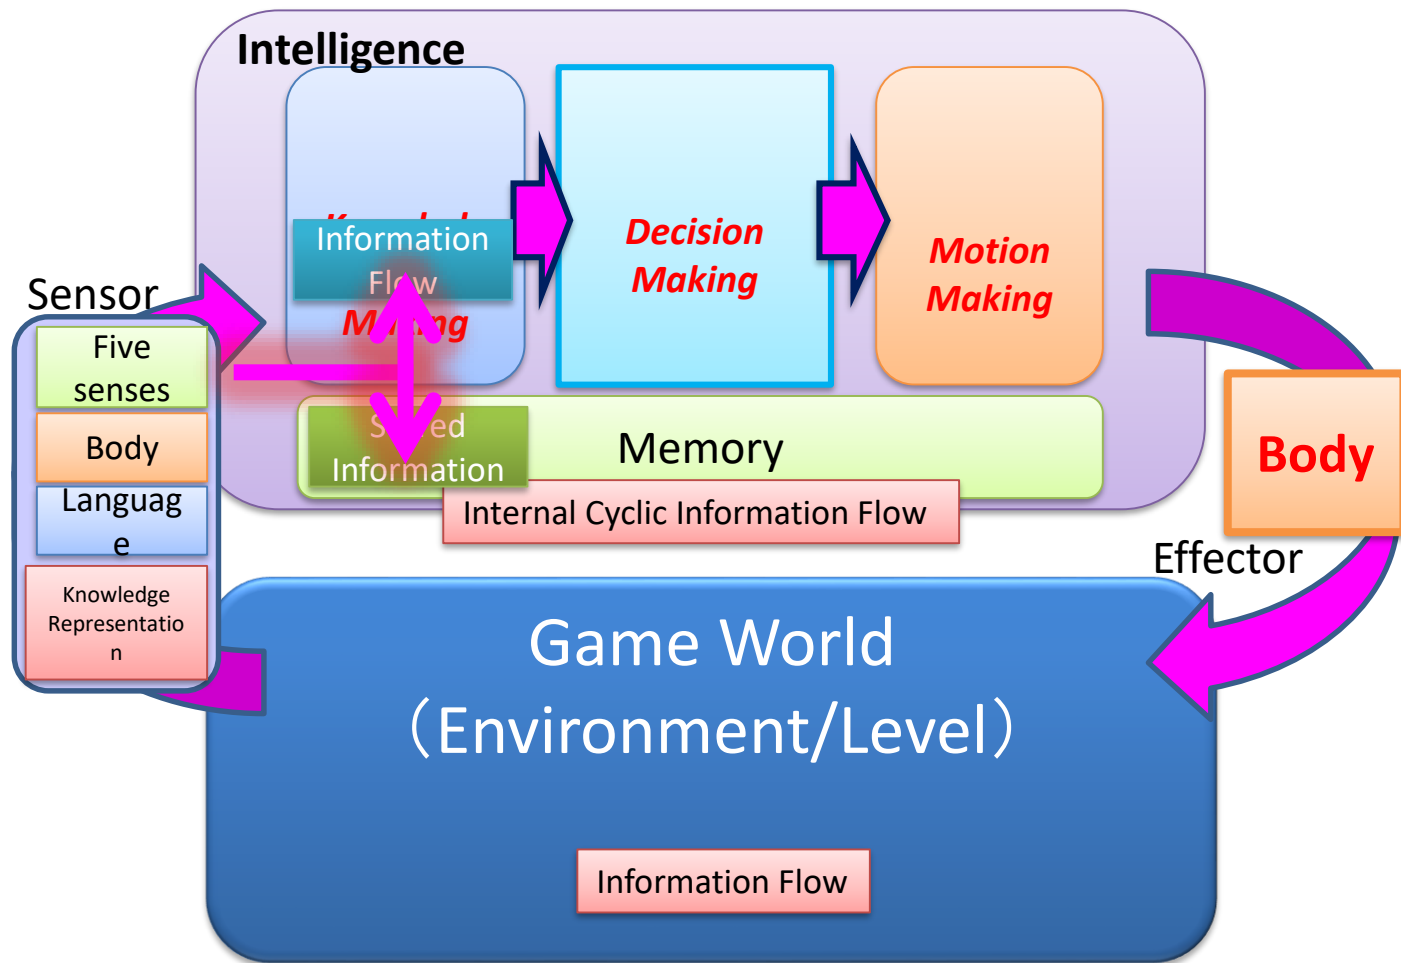 Intelligence
Information
Flow
Making
Decision
Making
Motion
Making
Sensor
Five
senses
Body
Languag
e
Knowledge
Representatio
n
Information
Memory
Internal Cyclic Information Flow
Body
Effector
Game World
（Environment/Level）
Information Flow